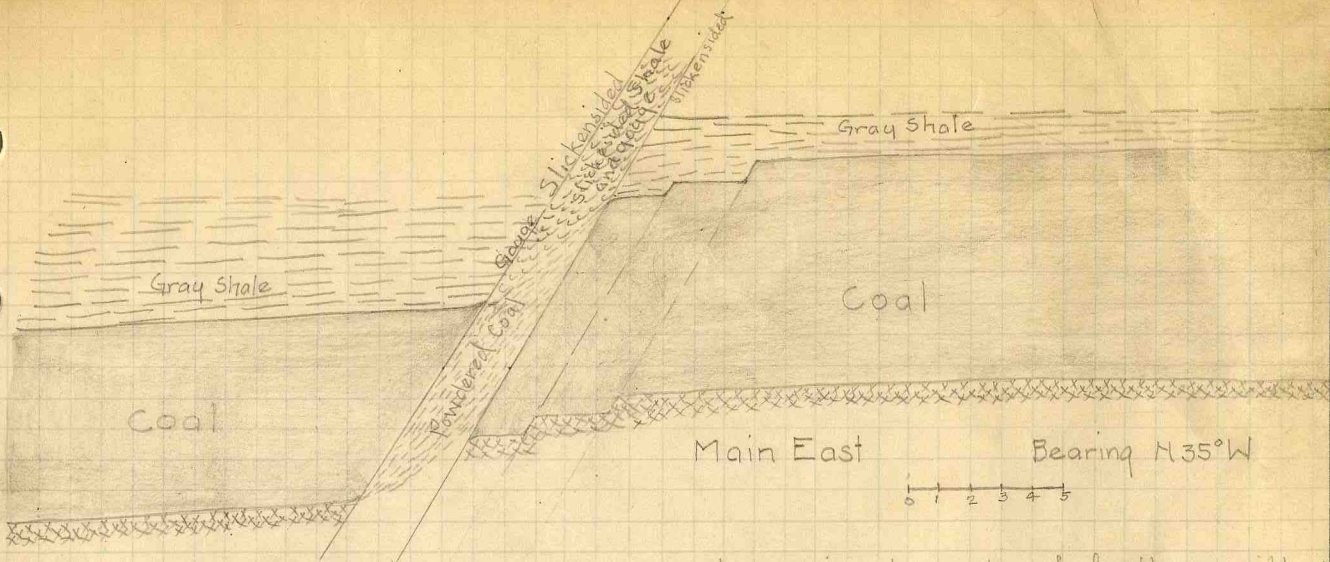 Slickensided
Slickensided Shale
and gouge
Slickensided
Gray Shale
Gouge
Gray Shale
Coal
Powdered Coal
Coal
Main East
Bearing N 35° W
0 1 2 3 4 5